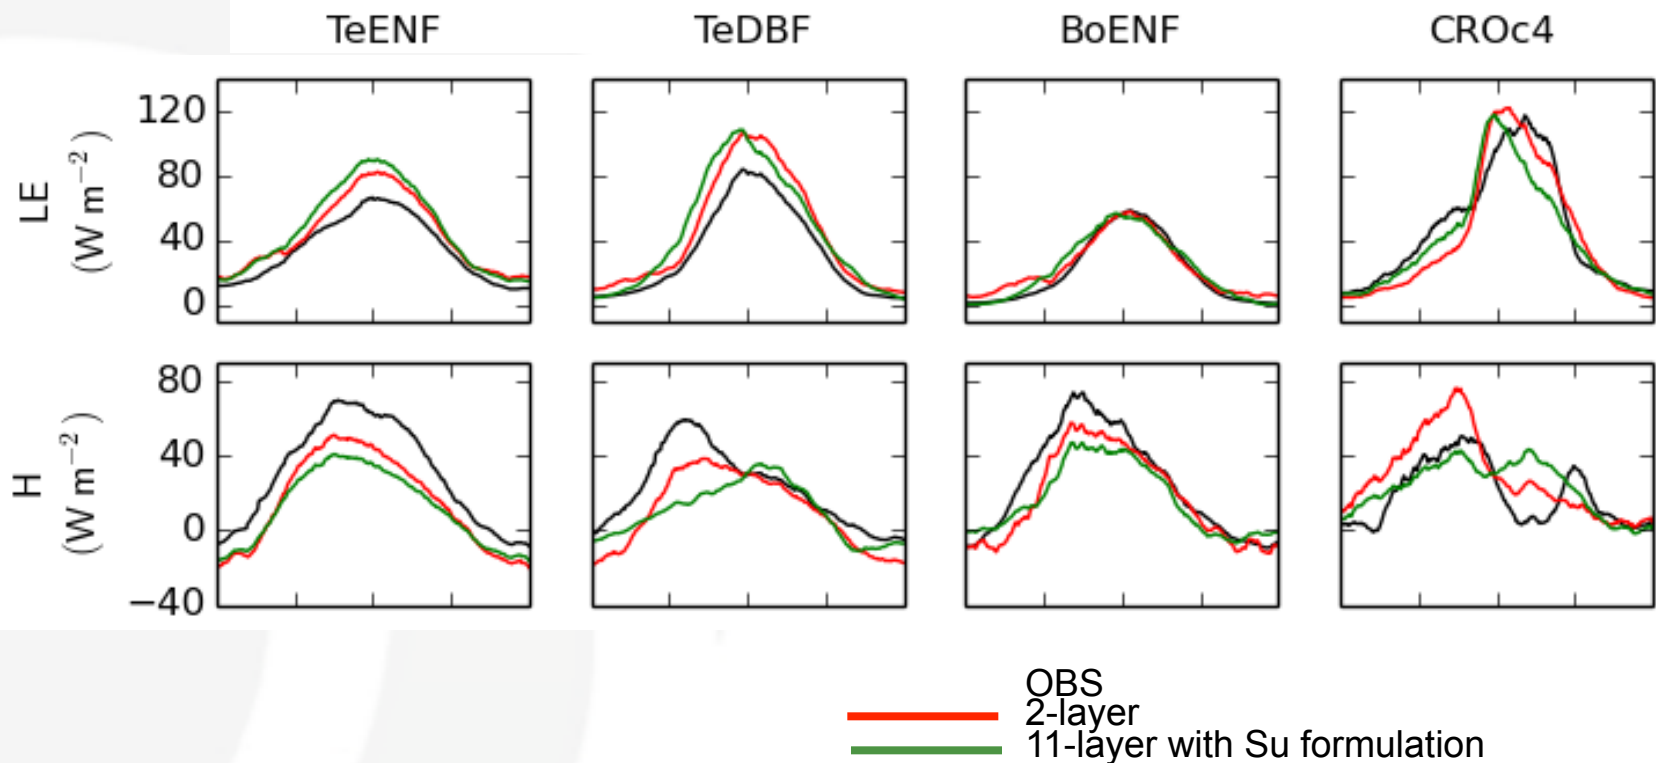 TeENF TeDBF BoENF CROc4
120
80
40
0
LE
(W m⁻²)
80
40
0
−40
H
(W m⁻²)
OBS
2-layer
11-layer with Su formulation